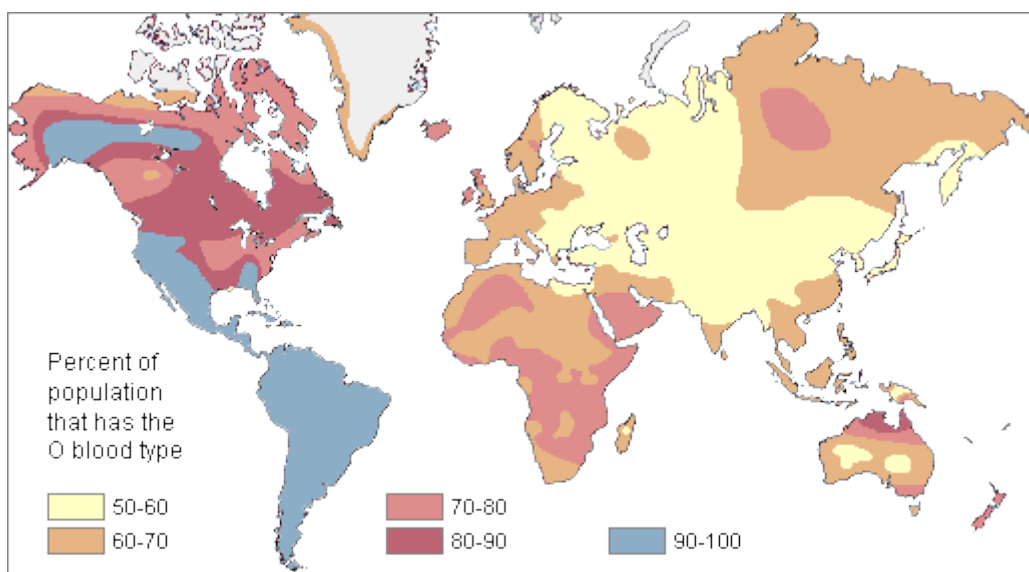 Percent of
population
that has the
O blood type
50-60
60-70
70-80
80-90
90-100